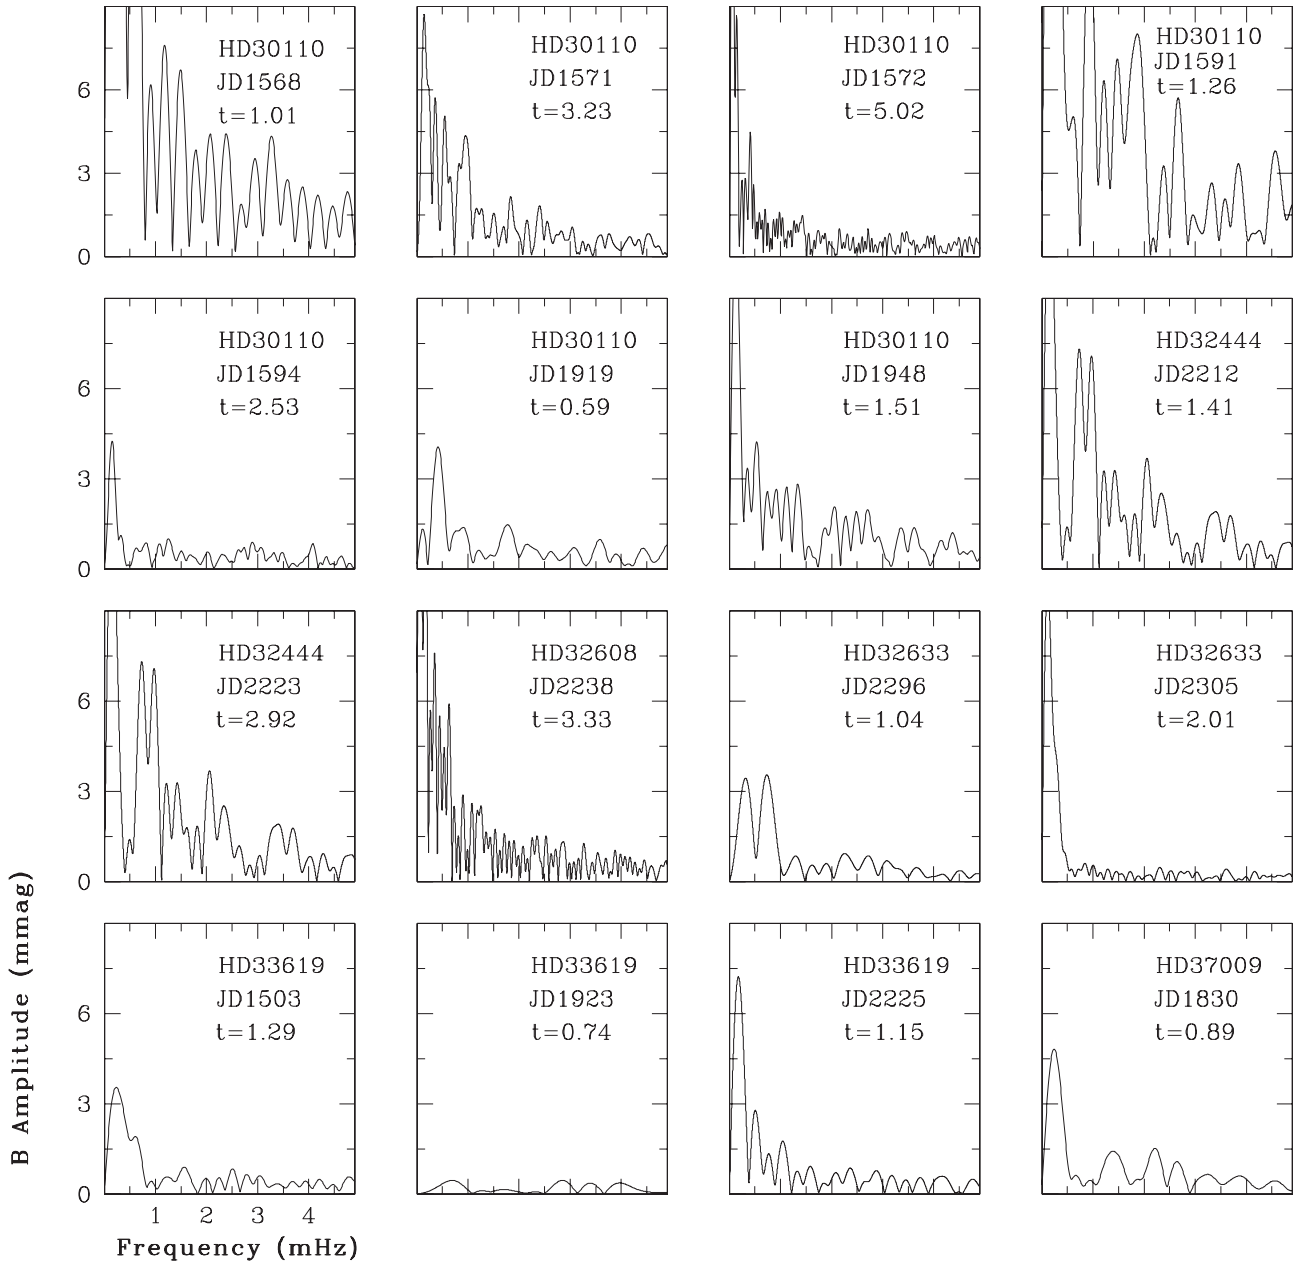 HD30110
JD1568
t=1.01
HD30110
JD1571
t=3.23
HD30110
JD1572
t=5.02
HD30110
JD1591
t=1.26
6
3
0
HD30110
JD1594
t=2.53
HD30110
JD1919
t=0.59
HD30110
JD1948
t=1.51
HD32444
JD2212
t=1.41
6
3
0
HD32444
JD2223
t=2.92
HD32608
JD2238
t=3.33
HD32633
JD2296
t=1.04
HD32633
JD2305
t=2.01
6
3
0
HD33619
JD1503
t=1.29
HD33619
JD1923
t=0.74
HD33619
JD2225
t=1.15
HD37009
JD1830
t=0.89
6
3
0
1 2 3 4
Frequency (mHz)
B Amplitude (mmag)